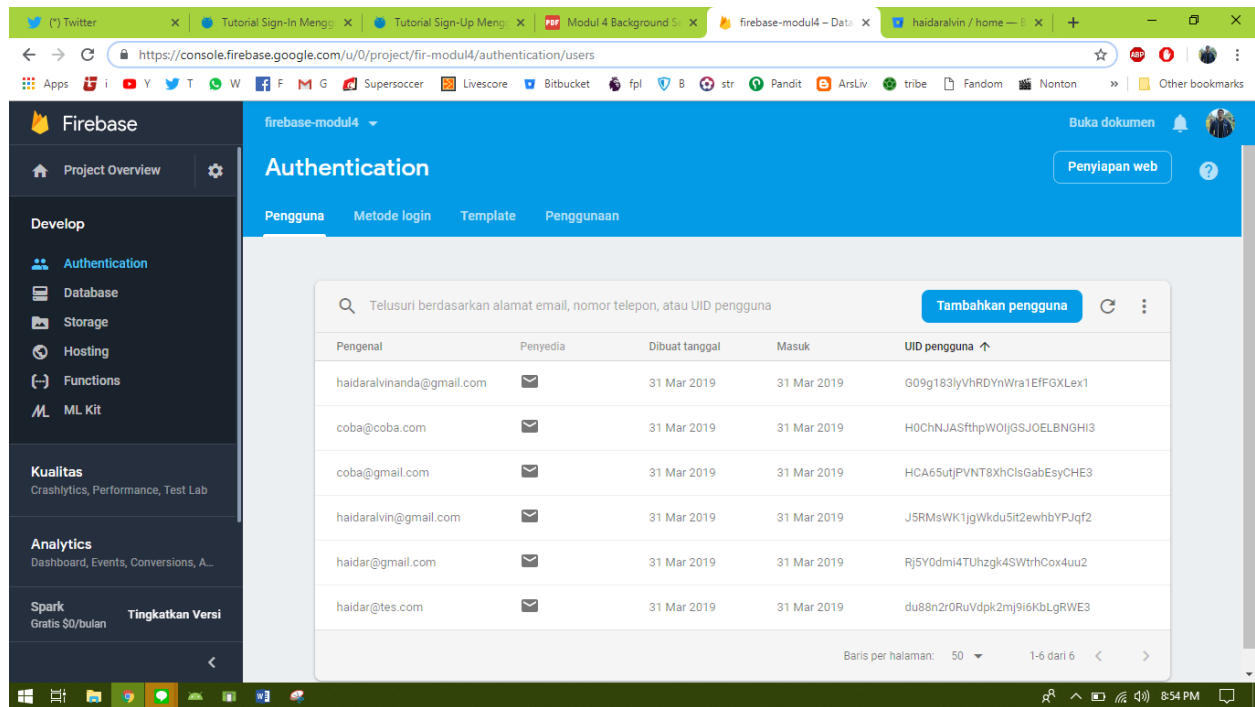 (*) Twitter
Tutorial Sign-In Mengg
Tutorial Sign-Up Mengg
PDF Modul 4 Background Se
firebase-modul4 – Data
haidaralvin / home — B
https://console.firebase.google.com/u/0/project/fir-modul4/authentication/users
ABP
Apps i Y T W F M G Supersoccer Livescore Bitbucket fpl B str Pandit ArsLiv tribe Fandom Nonton » Other bookmarks
Firebase
firebase-modul4
Buka dokumen
Project Overview
Authentication
Penyiapan web
Develop
Pengguna Metode login Template Penggunaan
Authentication
Database
Storage
Hosting
Functions
ML Kit
Kualitas
Crashlytics, Performance, Test Lab
Analytics
Dashboard, Events, Conversions, A...
Spark
Gratis $0/bulan
Tingkatkan Versi
Telusuri berdasarkan alamat email, nomor telepon, atau UID pengguna
Tambahkan pengguna
Pengenal Penyedia Dibuat tanggal Masuk UID pengguna ↑
haidaralvinanda@gmail.com 31 Mar 2019 31 Mar 2019 G09g183lyVhRDYnWra1EfFGXLex1
coba@coba.com 31 Mar 2019 31 Mar 2019 H0ChNJASfthpWOIjGSJOELBNGHI3
coba@gmail.com 31 Mar 2019 31 Mar 2019 HCA65utjPVNT8XhClsGabEsyCHE3
haidaralvin@gmail.com 31 Mar 2019 31 Mar 2019 J5RMsWK1jgWkdu5it2ewhbYPJqf2
haidar@gmail.com 31 Mar 2019 31 Mar 2019 Rj5Y0dmi4TUhzgk4SWtrhCox4uu2
haidar@tes.com 31 Mar 2019 31 Mar 2019 du88n2r0RuVdpk2mj9i6KbLgRWE3
Baris per halaman: 50 1-6 dari 6
8:54 PM